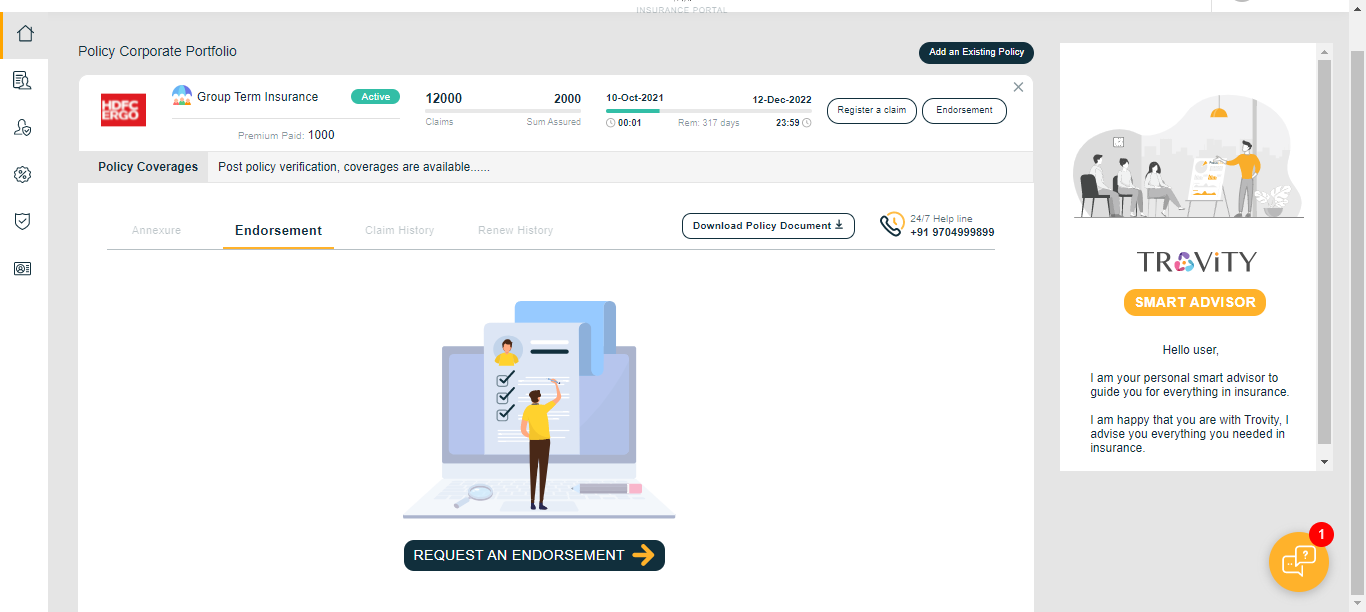 INSURANCE PORTAL
Policy Corporate Portfolio
Add an Existing Policy
HDFC
ERGO
Group Term Insurance
Active
Premium Paid: 1000
12000
2000
Claims
Sum Assured
10-Oct-2021
12-Dec-2022
00:01
Rem: 317 days
23:59
Register a claim
Endorsement
Policy Coverages
Post policy verification, coverages are available......
Annexure
Endorsement
Claim History
Renew History
Download Policy Document
24/7 Help line
+91 9704999899
REQUEST AN ENDORSEMENT
TROViTY
SMART ADVISOR
Hello user,
I am your personal smart advisor to
guide you for everything in insurance.
I am happy that you are with Trovity, I
advise you everything you needed in
insurance.
1